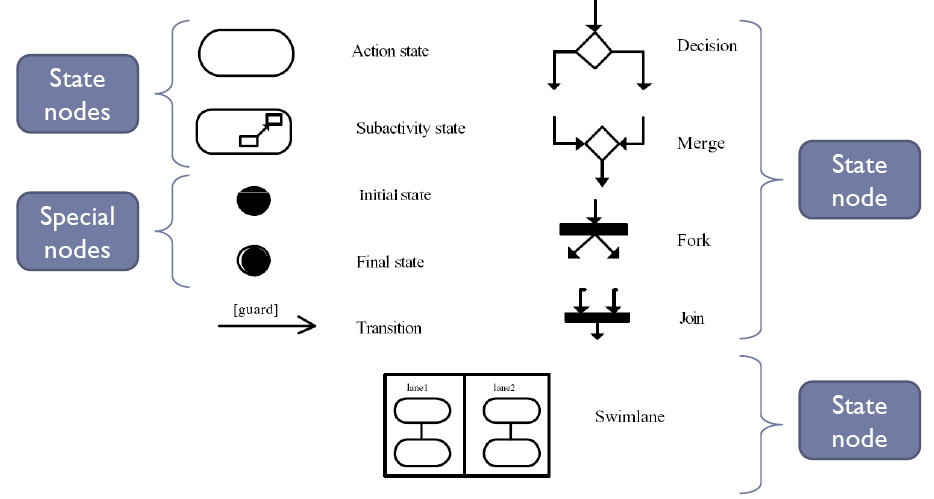 State
nodes
Action state
Subactivity state
Special
nodes
Initial state
Final state
[guard]
Transition
Decision
Merge
Fork
Join
State
node
lane1
lane2
Swimlane
State
node